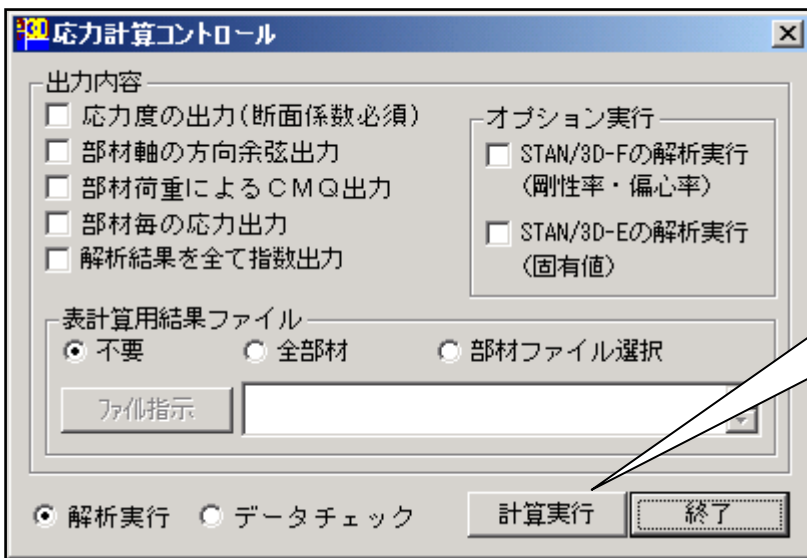 応力計算コントロール
出力内容
応力度の出力(断面係数必須)
部材軸の方向余弦出力
部材荷重によるCMQ出力
部材毎の応力出力
解析結果を全て指数出力
オプション実行
STAN/3D-Fの解析実行
(剛性率・偏心率)
STAN/3D-Eの解析実行
(固有値)
表計算用結果ファイル
不要 全部材 部材ファイル選択
ファイル指示
解析実行 データチェック 計算実行 終了